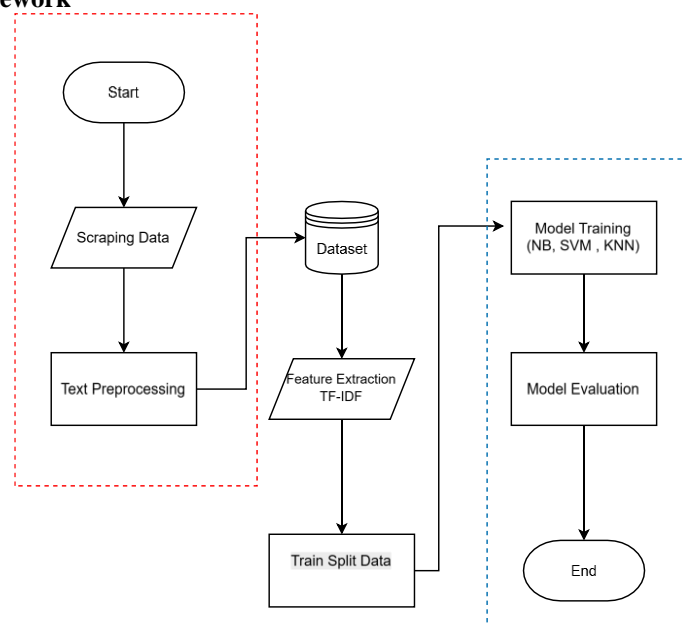 Start
Scraping Data
Text Preprocessing
Dataset
Feature Extraction
TF-IDF
Train Split Data
Model Training
(NB, SVM , KNN)
Model Evaluation
End